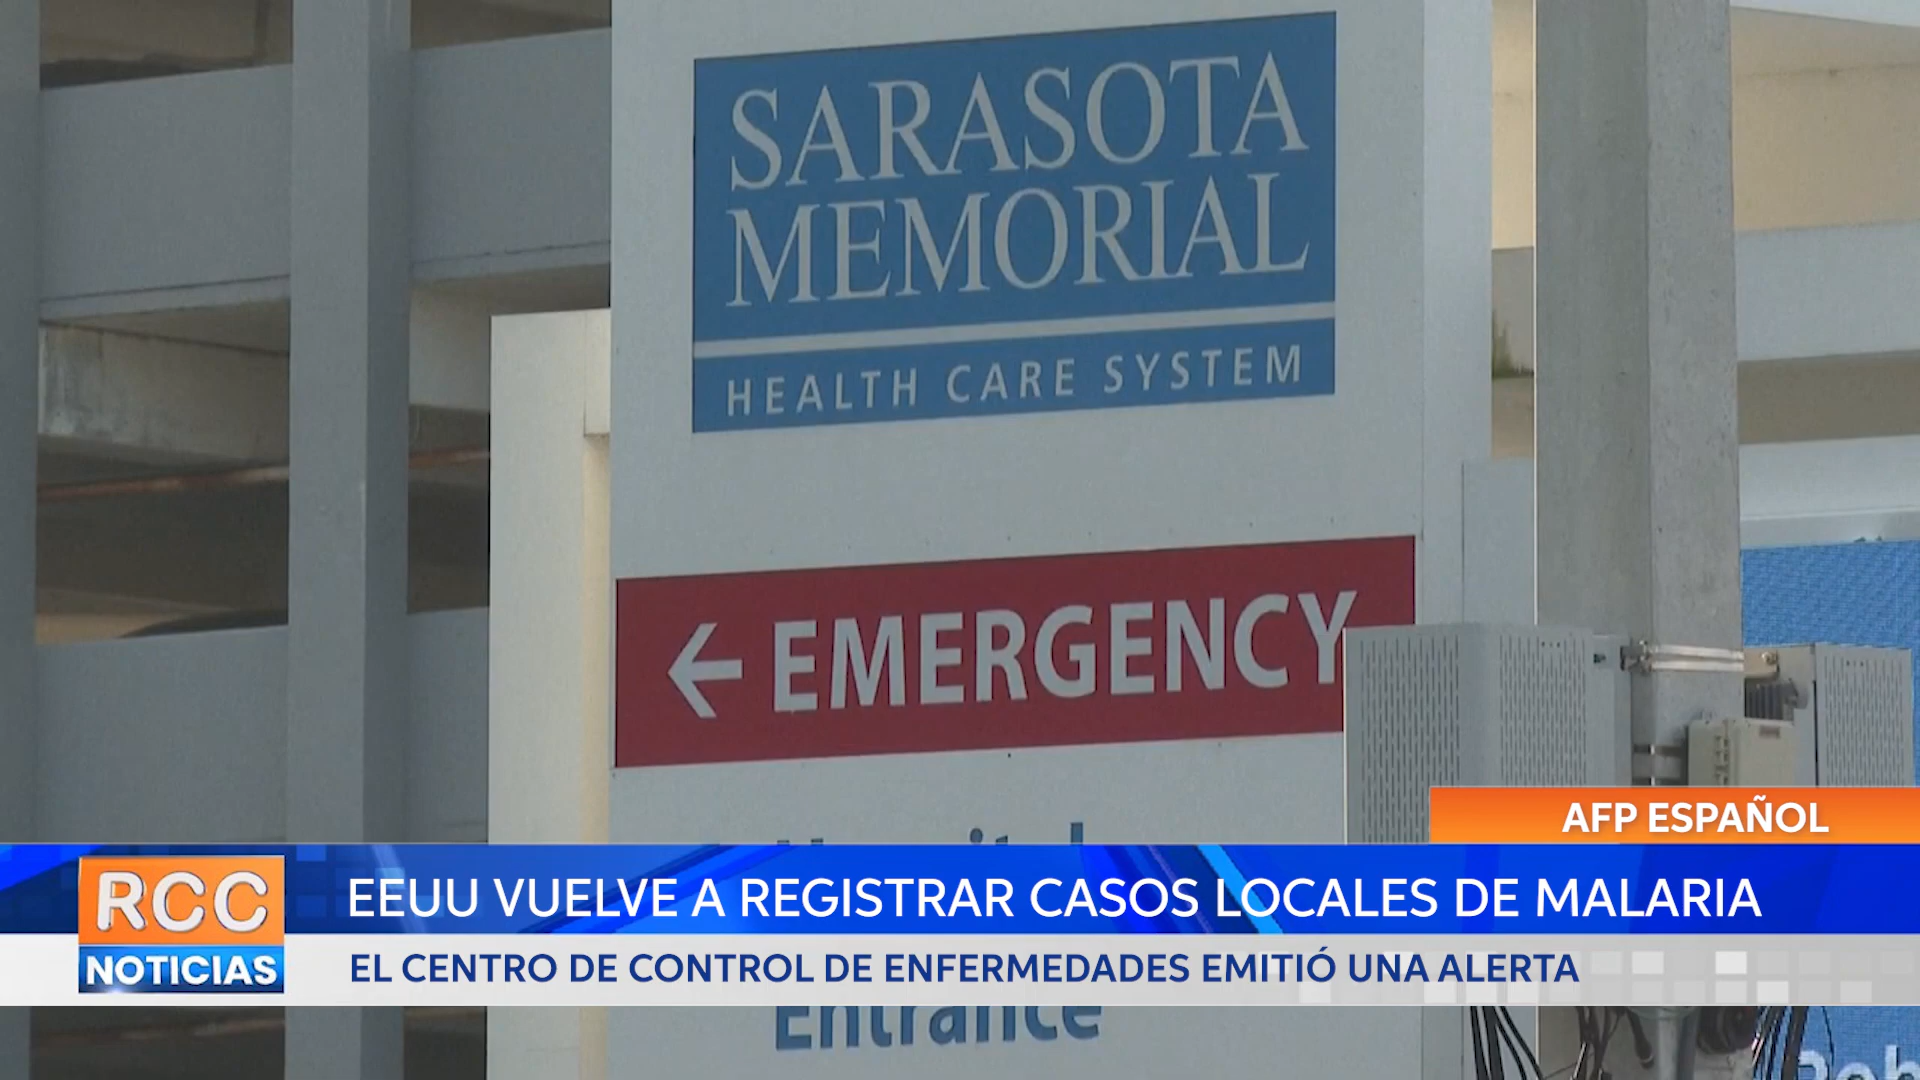 SARASOTA
MEMORIAL
HEALTH CARE SYSTEM
← EMERGENCY
AFP ESPAÑOL
RCC
NOTICIAS
EEUU VUELVE A REGISTRAR CASOS LOCALES DE MALARIA
EL CENTRO DE CONTROL DE ENFERMEDADES EMITIÓ UNA ALERTA
Entrance